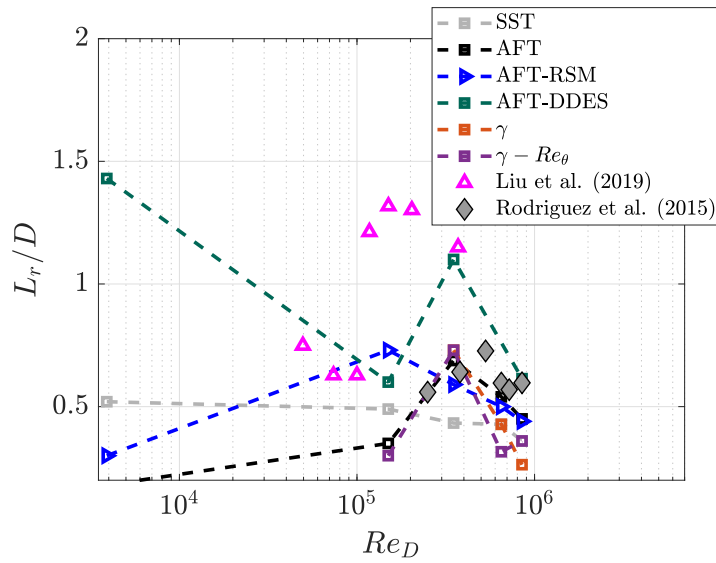 SST
AFT
AFT-RSM
AFT-DDES
γ
γ − Re_θ
Liu et al. (2019)
Rodriguez et al. (2015)
2
1.5
1
0.5
L_r/D
10^4
10^5
10^6
Re_D